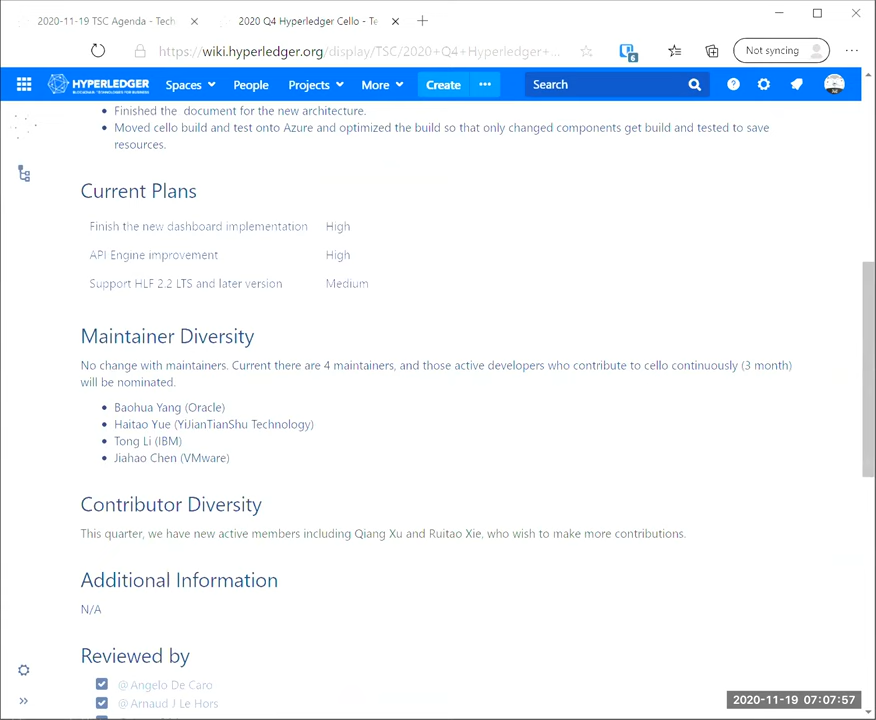 2020-11-19 TSC Agenda - Tech
2020 Q4 Hyperledger Cello - Te
https://wiki.hyperledger.org/display/TSC/2020+Q4+Hyperledger+...
6
Not syncing
HYPERLEDGER
BLOCKCHAIN TECHNOLOGIES FOR BUSINESS
Spaces
People
Projects
More
Create
Search
Finished the document for the new architecture.
Moved cello build and test onto Azure and optimized the build so that only changed components get build and tested to save
resources.
Current Plans
Finish the new dashboard implementation High
API Engine improvement High
Support HLF 2.2 LTS and later version Medium
Maintainer Diversity
No change with maintainers. Current there are 4 maintainers, and those active developers who contribute to cello continuously (3 month)
will be nominated.
Baohua Yang (Oracle)
Haitao Yue (YiJianTianShu Technology)
Tong Li (IBM)
Jiahao Chen (VMware)
Contributor Diversity
This quarter, we have new active members including Qiang Xu and Ruitao Xie, who wish to make more contributions.
Additional Information
N/A
Reviewed by
@Angelo De Caro
@Arnaud J Le Hors
2020-11-19 07:07:57